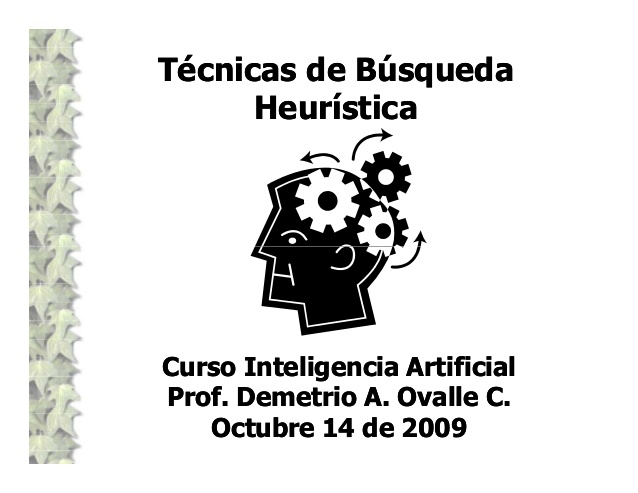 Técnicas de Búsqueda
Heurística
Curso Inteligencia Artificial
Prof. Demetrio A. Ovalle C.
Octubre 14 de 2009